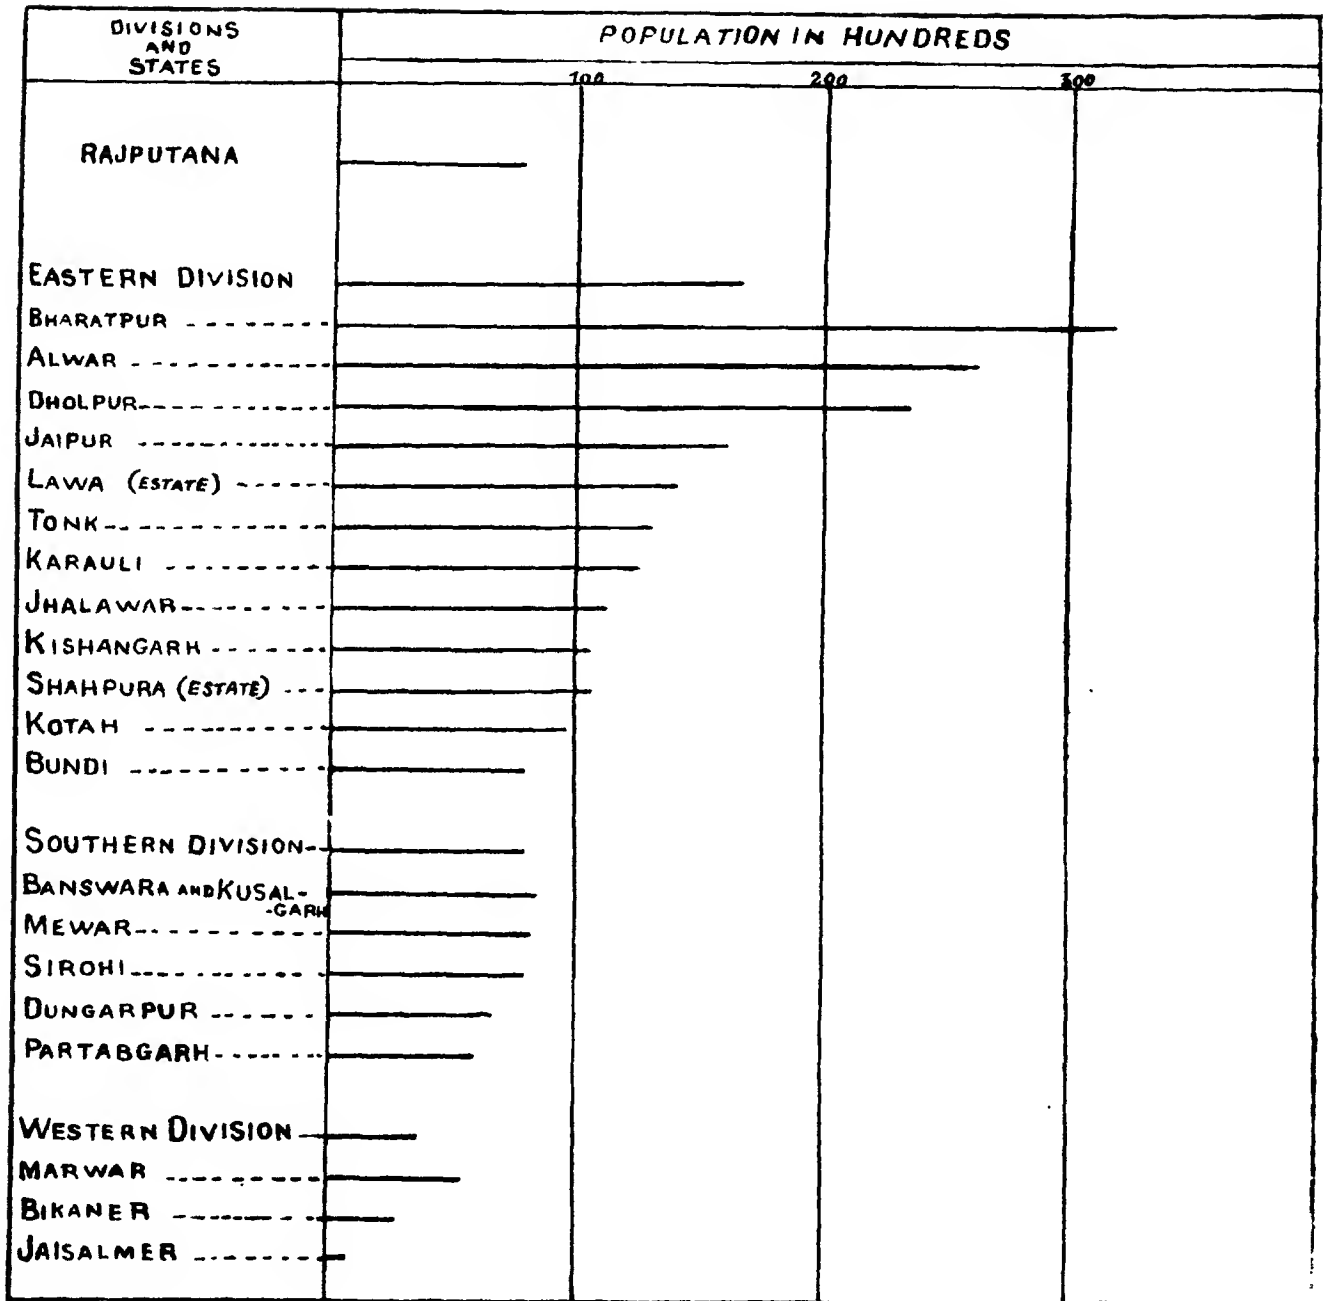 DIVISIONS
AND
STATES
POPULATION IN HUNDREDS
100 200 300
RAJPUTANA
EASTERN DIVISION
BHARATPUR
ALWAR
DHOLPUR
JAIPUR
LAWA (ESTATE)
TONK
KARAULI
JHALAWAR
KISHANGARH
SHAHPURA (ESTATE)
KOTAH
BUNDI
SOUTHERN DIVISION
BANSWARA AND KUSAL-
-GARH
MEWAR
SIROHI
DUNGARPUR
PARTABGARH
WESTERN DIVISION
MARWAR
BIKANER
JAISALMER